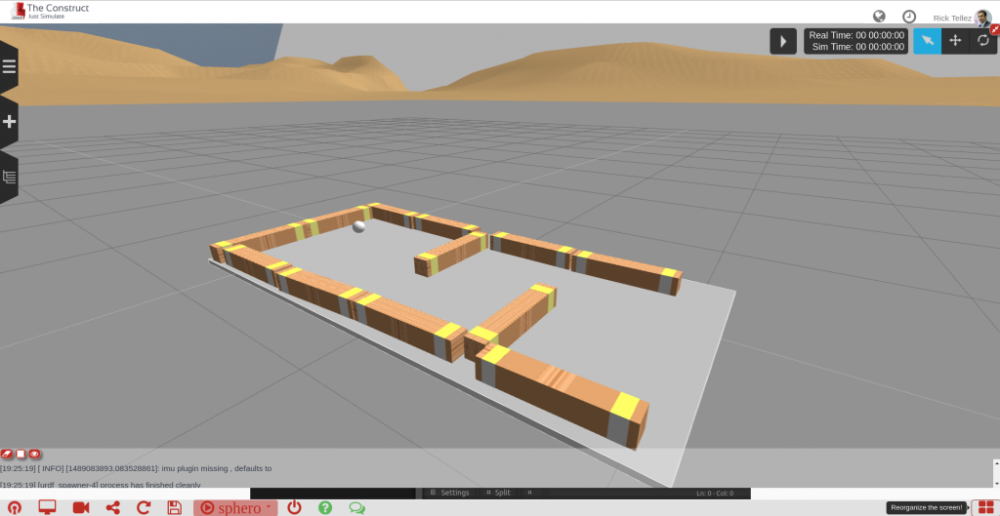 The Construct
Just Simulate
Rick Tellez
Real Time: 00 00:00:00
Sim Time: 00 00:00:00
[19:25:19] [ INFO] [1489083893.083528861]: imu plugin missing , defaults to
[19:25:19] [urdf_spawner-4] process has finished cleanly
Settings
Split
Ln: 0 · Col: 0
sphero
Reorganize the screen!